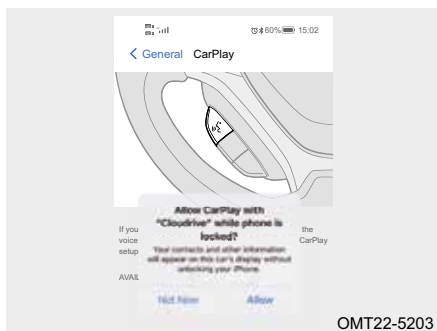 60% 15:02
General CarPlay
Allow CarPlay with
"Cloudrive" while phone is
locked?
If you the
voice CarPlay
setup
Your contacts and other information
will appear on this car's display without
unlocking your iPhone.
AVAIL
Not Now Allow
OMT22-5203